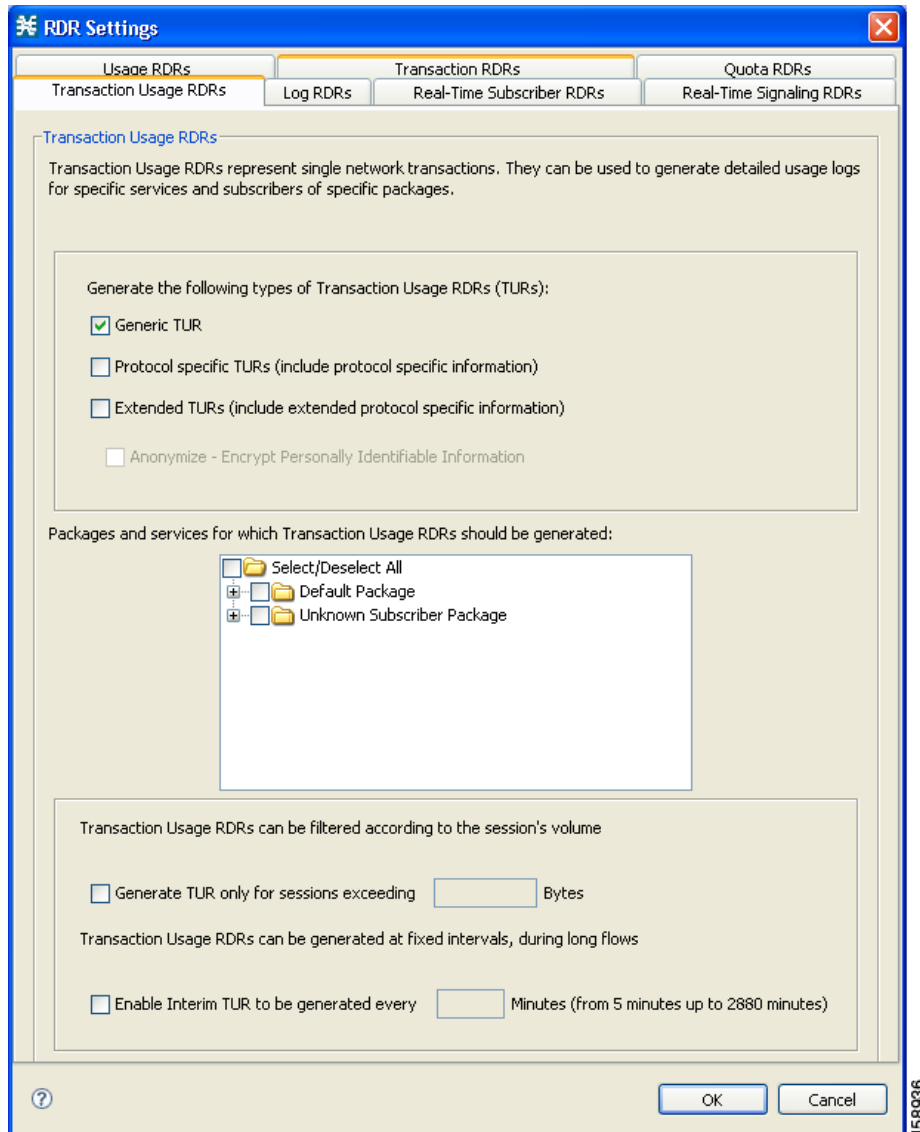 RDR Settings
Usage RDRs
Transaction RDRs
Quota RDRs
Transaction Usage RDRs
Log RDRs
Real-Time Subscriber RDRs
Real-Time Signaling RDRs
Transaction Usage RDRs
Transaction Usage RDRs represent single network transactions. They can be used to generate detailed usage logs
for specific services and subscribers of specific packages.
Generate the following types of Transaction Usage RDRs (TURs):
Generic TUR
Protocol specific TURs (include protocol specific information)
Extended TURs (include extended protocol specific information)
Anonymize - Encrypt Personally Identifiable Information
Packages and services for which Transaction Usage RDRs should be generated:
Select/Deselect All
Default Package
Unknown Subscriber Package
Transaction Usage RDRs can be filtered according to the session's volume
Generate TUR only for sessions exceeding Bytes
Transaction Usage RDRs can be generated at fixed intervals, during long flows
Enable Interim TUR to be generated every Minutes (from 5 minutes up to 2880 minutes)
OK
Cancel
158936